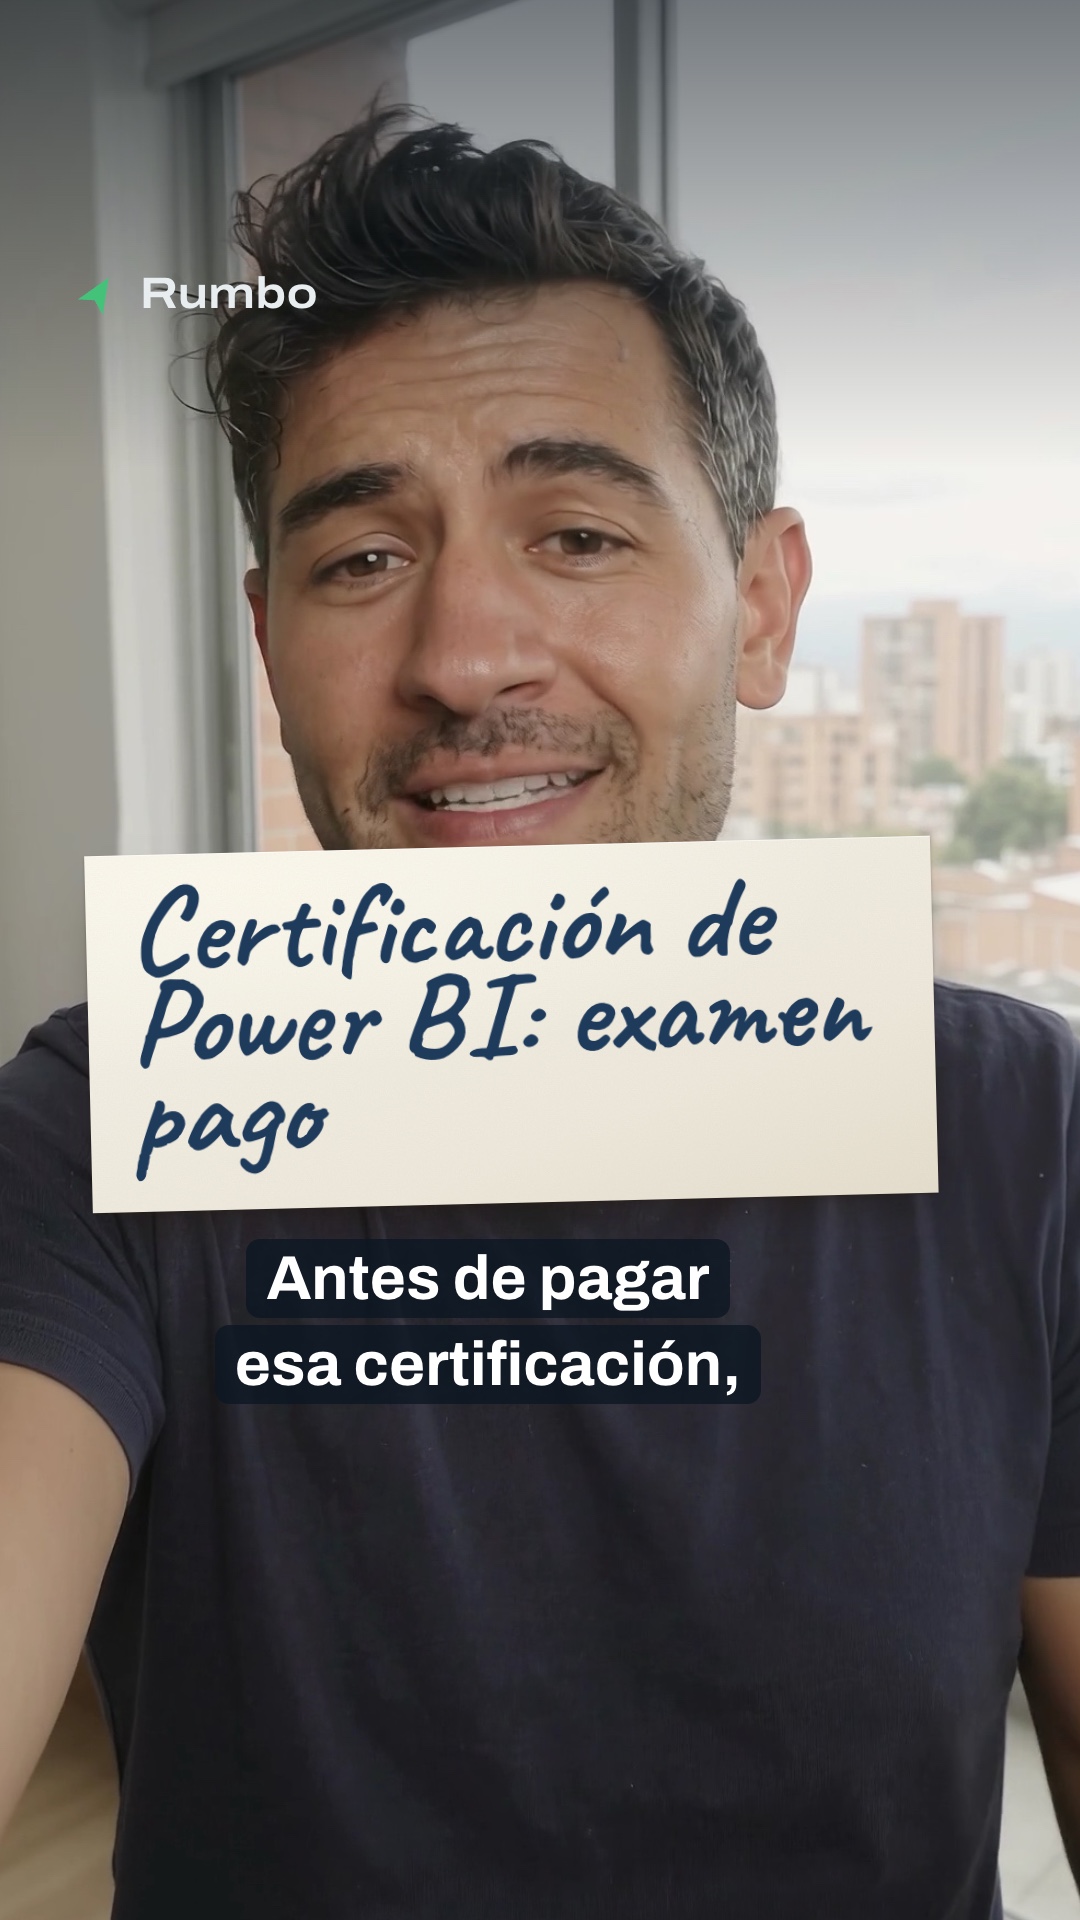 Rumbo
Certificación de
Power BI: examen
pago
Antes de pagar
esa certificación,